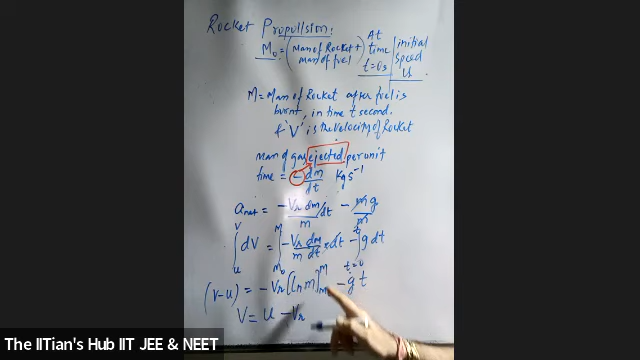 Rocket Propulsion:
M₀ = (Mass of Rocket + mass of fuel) At time t=0s | initial speed u
M = Mass of Rocket after fuel is
burnt, in time t second.
& 'V' is the velocity of Rocket
Mass of gas ejected per unit
time = -dm/dt kg s⁻¹
a_net = -V_r dm/m/dt - mg/m
∫_u^V dV = ∫_{M₀}^M -V_r dm/m dt × dt - ∫_{t=0}^t g dt
(V-u) = -V_r [ln m]_{M₀}^M - g t
V = u - V_r
The IITian's Hub IIT JEE & NEET